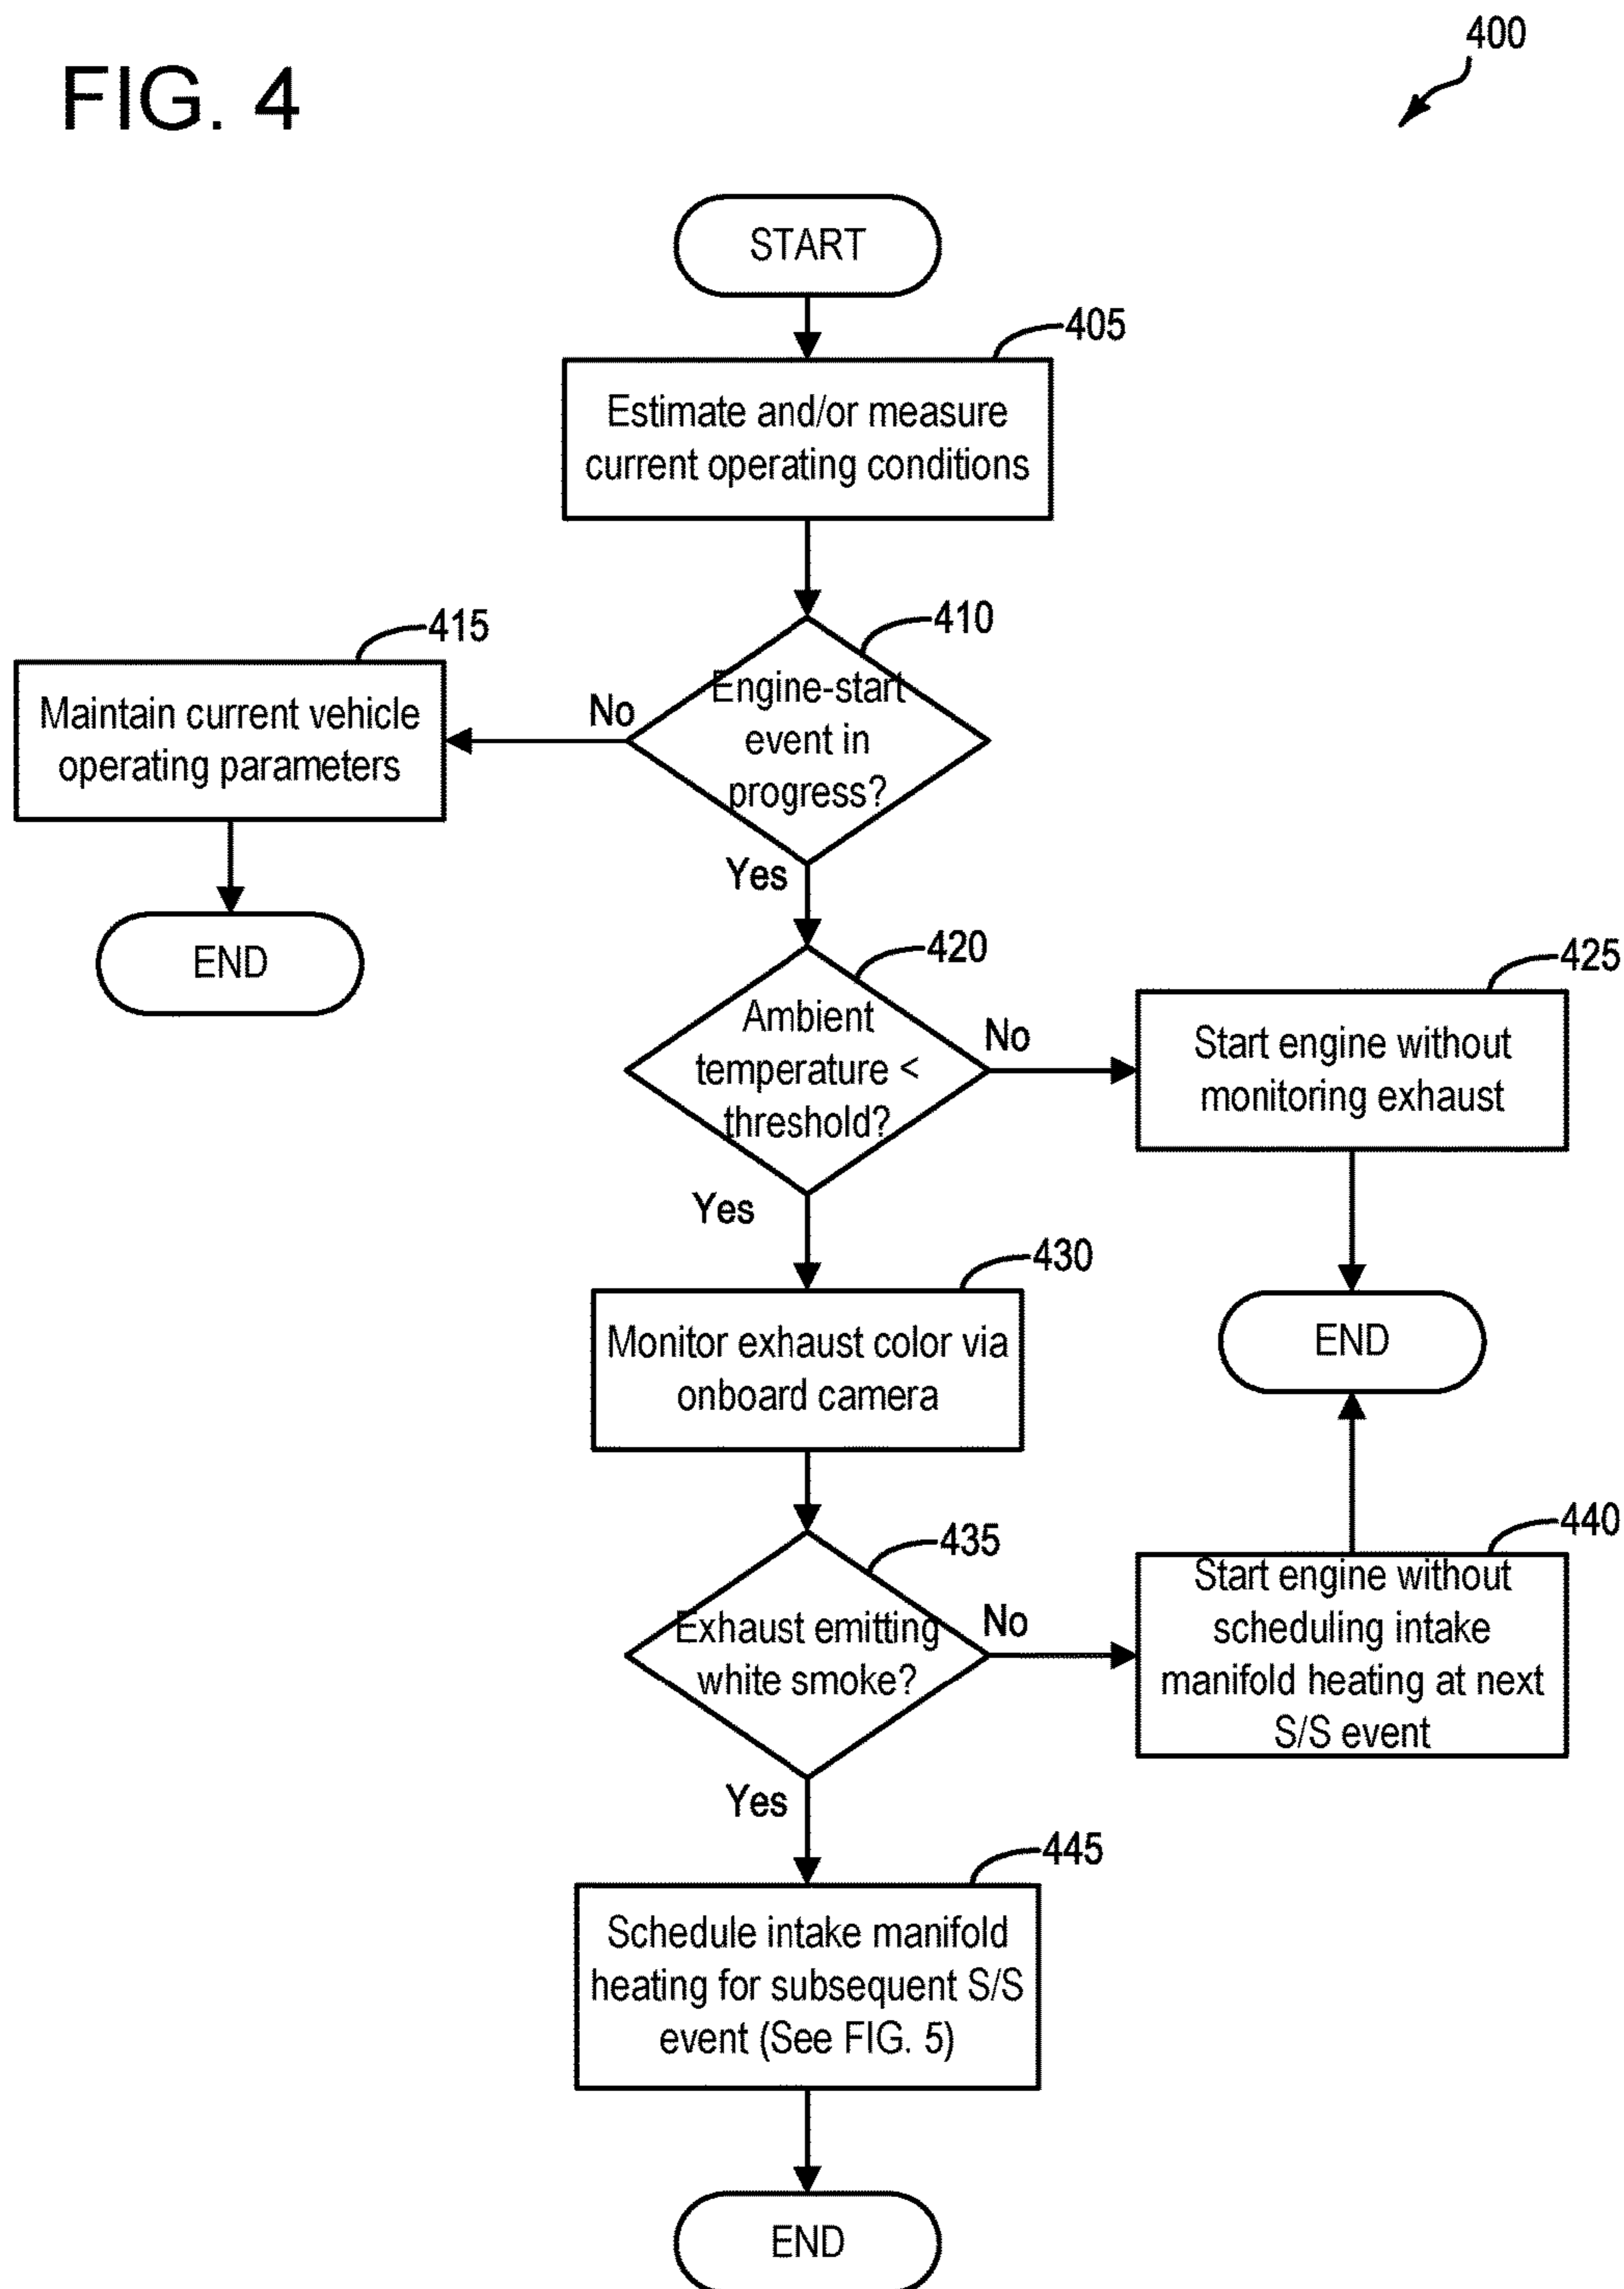 FIG. 4
400
START
405
Estimate and/or measure
current operating conditions
410
Engine-start
event in
progress?
No
415
Maintain current vehicle
operating parameters
END
Yes
420
Ambient
temperature <
threshold?
No
425
Start engine without
monitoring exhaust
END
Yes
430
Monitor exhaust color via
onboard camera
435
Exhaust emitting
white smoke?
No
440
Start engine without
scheduling intake
manifold heating at next
S/S event
Yes
445
Schedule intake manifold
heating for subsequent S/S
event (See FIG. 5)
END